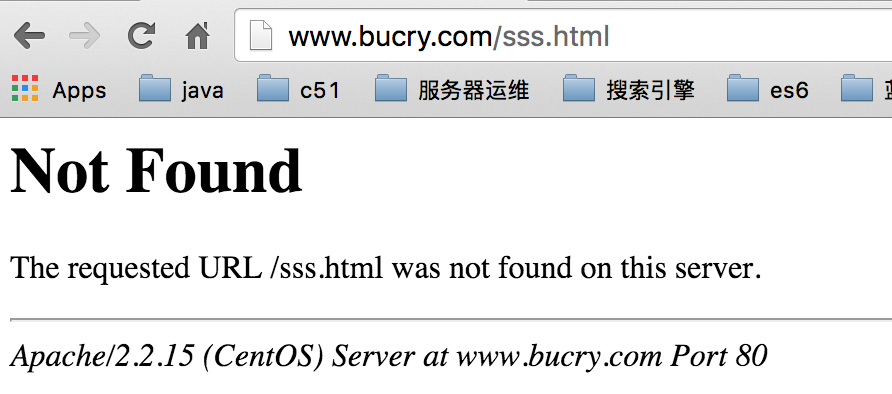 www.bucry.com/sss.html
Apps java c51 服务器运维 搜索引擎 es6
Not Found
The requested URL /sss.html was not found on this server.
Apache/2.2.15 (CentOS) Server at www.bucry.com Port 80